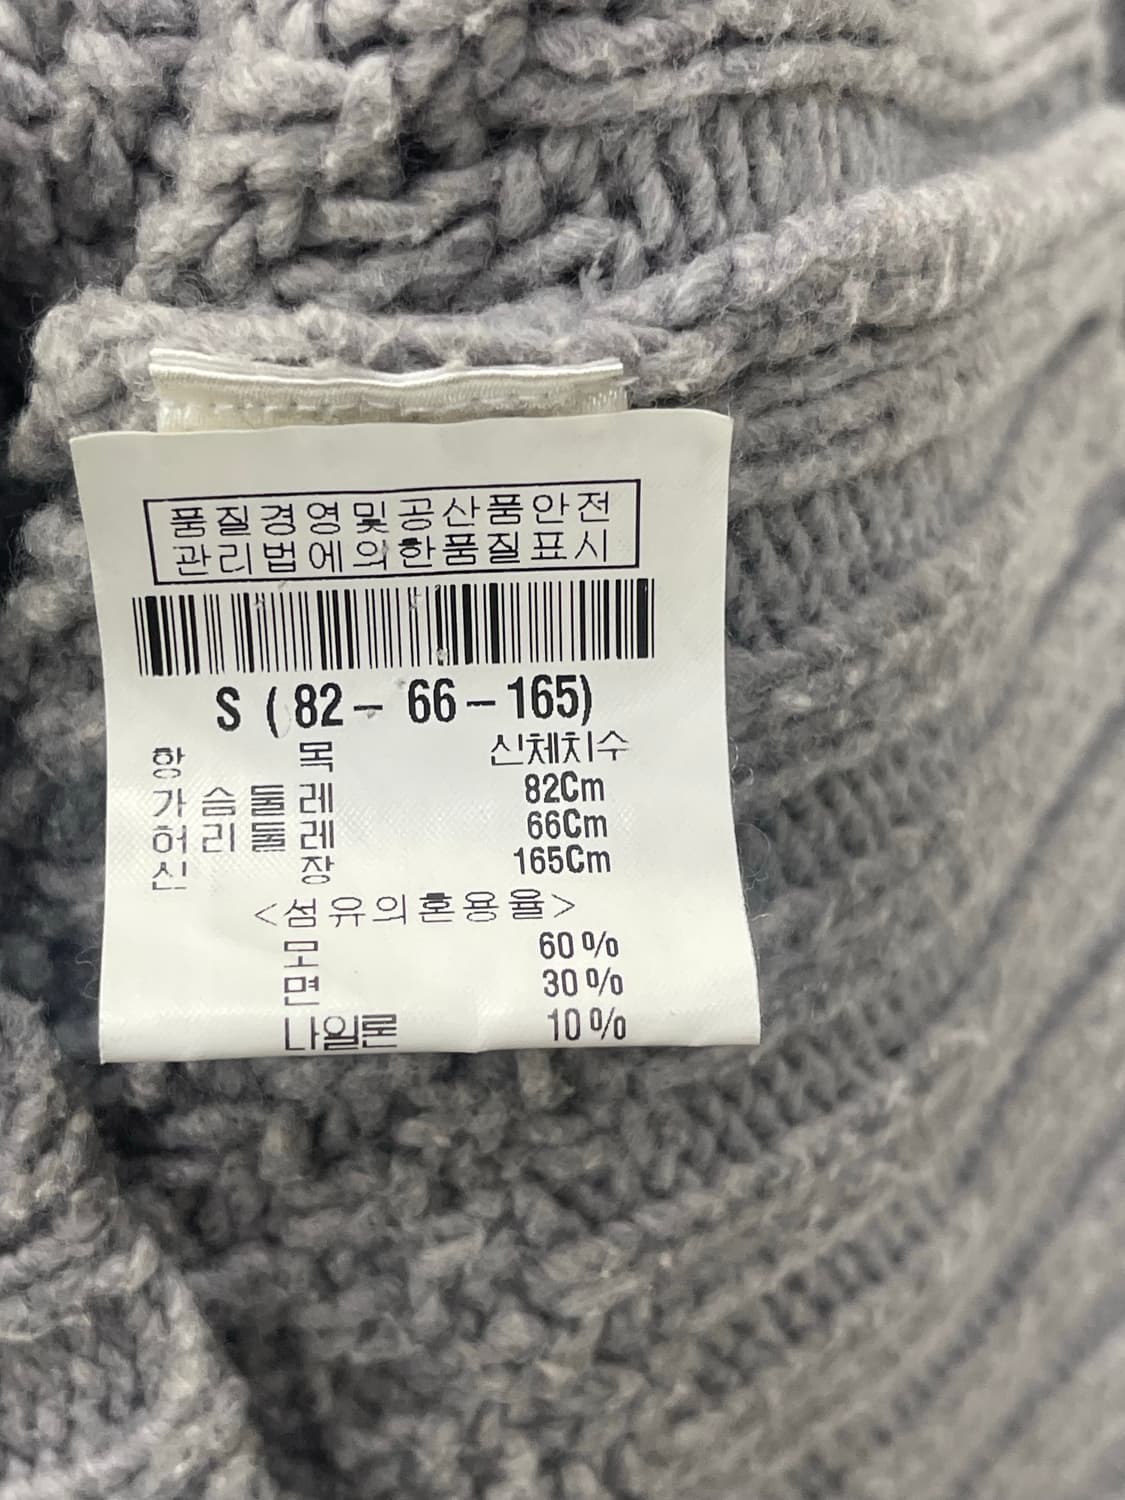 품질경영및공산품안전
관리법에의한품질표시
S (82- 66-165)
항 목 신체치수
가슴둘레 82Cm
허리둘레 66Cm
신 장 165Cm
<섬유의혼용율>
모 60%
면 30%
나일론 10%